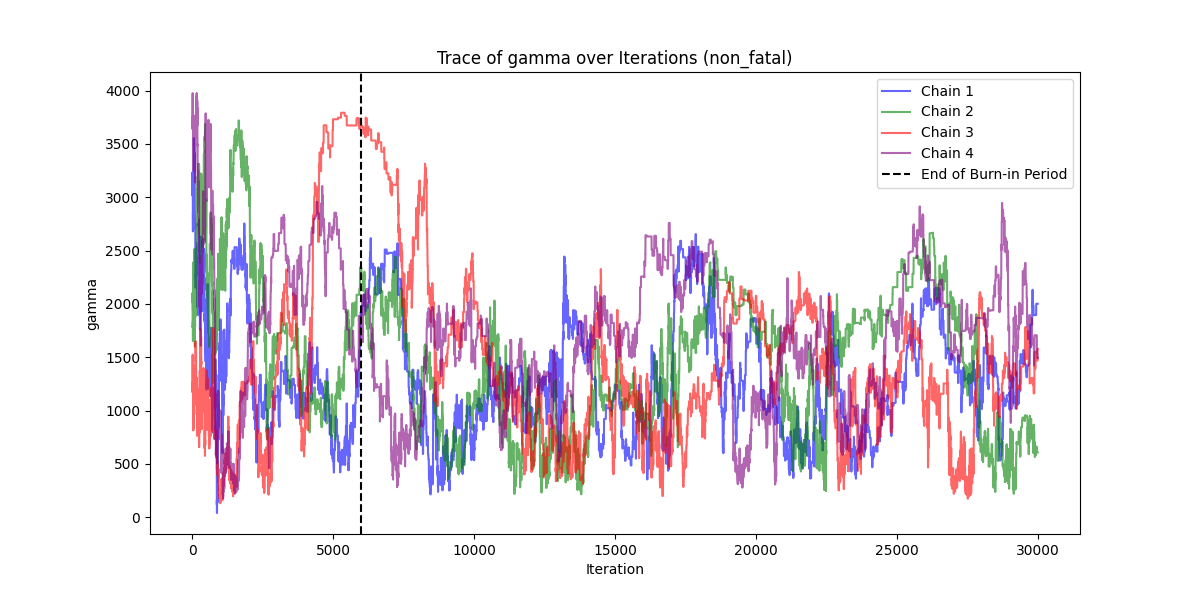 Trace of gamma over Iterations (non_fatal)
4000
3500
3000
2500
2000
1500
1000
500
0
gamma
Chain 1
Chain 2
Chain 3
Chain 4
End of Burn-in Period
0 5000 10000 15000 20000 25000 30000
Iteration